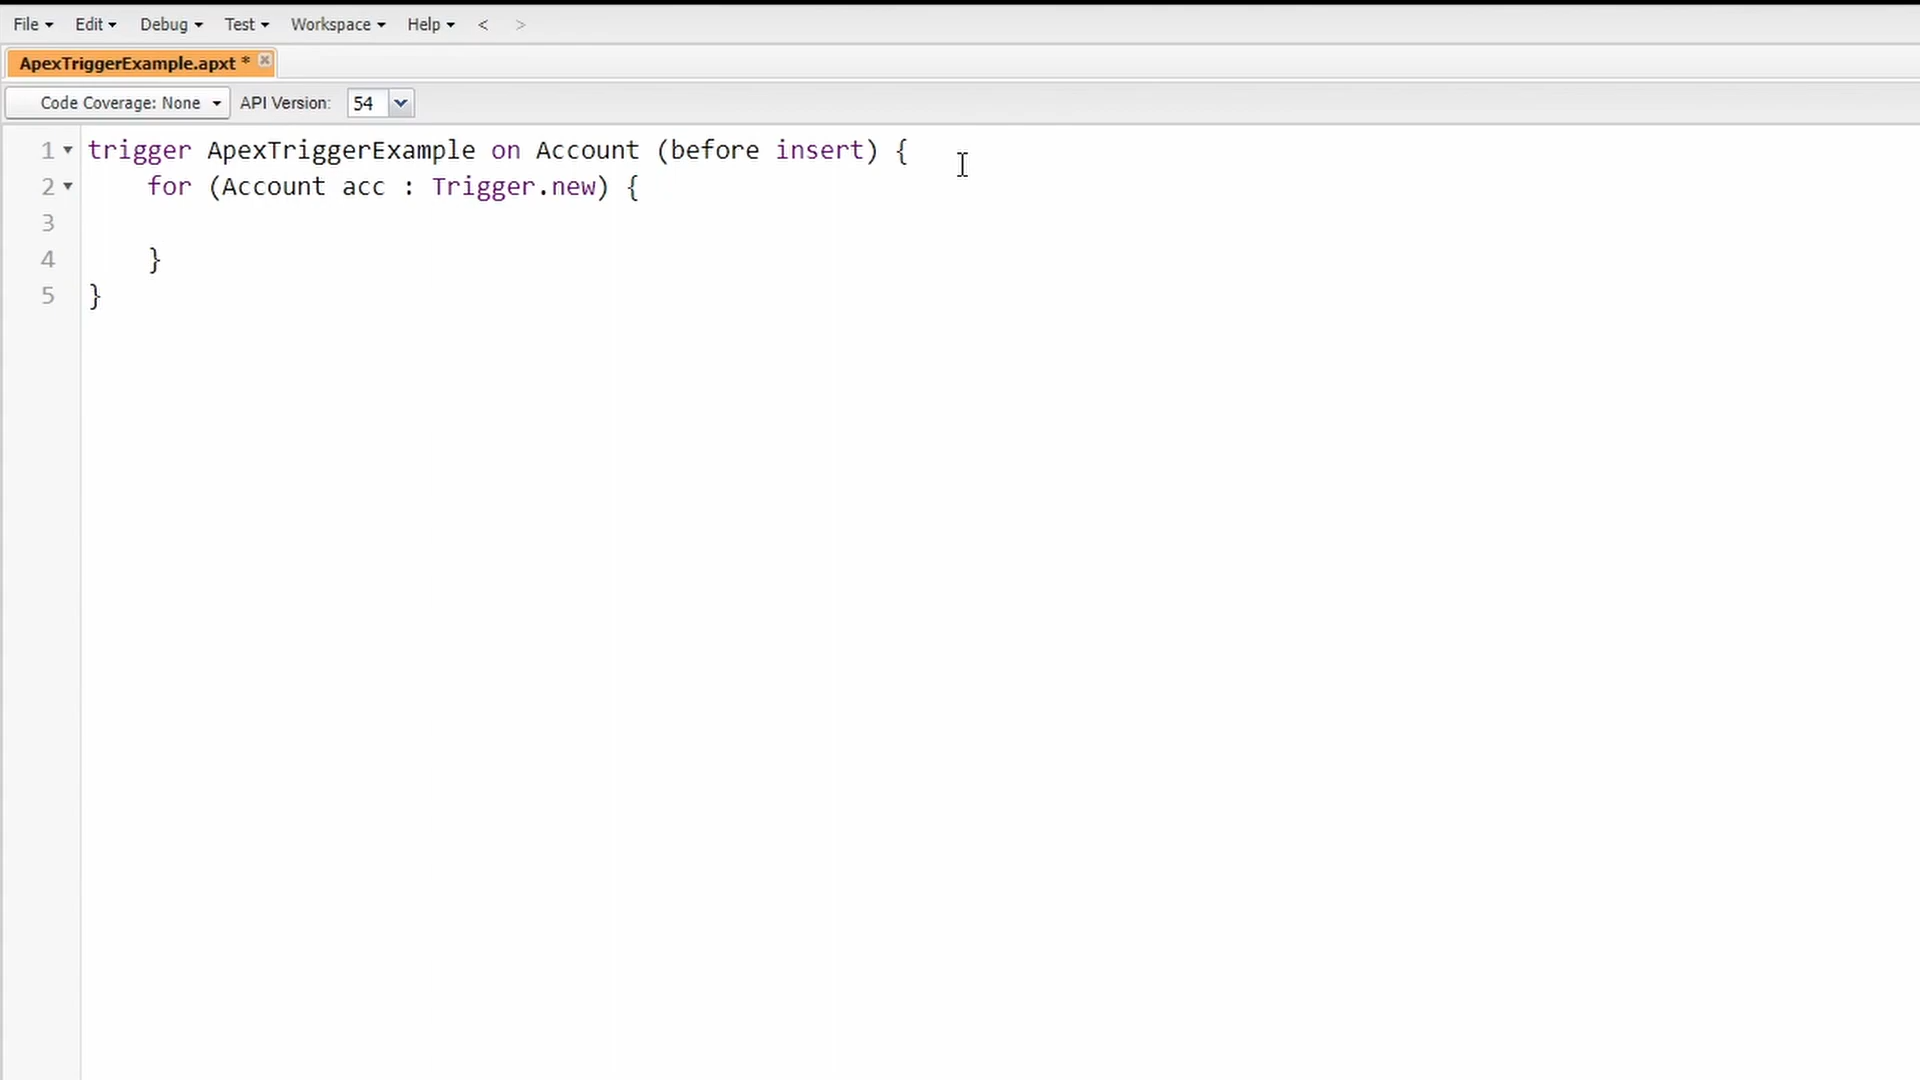 File Edit Debug Test Workspace Help < >
ApexTriggerExample.apxt *
Code Coverage: None API Version: 54
1 trigger ApexTriggerExample on Account (before insert) {
2 for (Account acc : Trigger.new) {
3
4 }
5 }